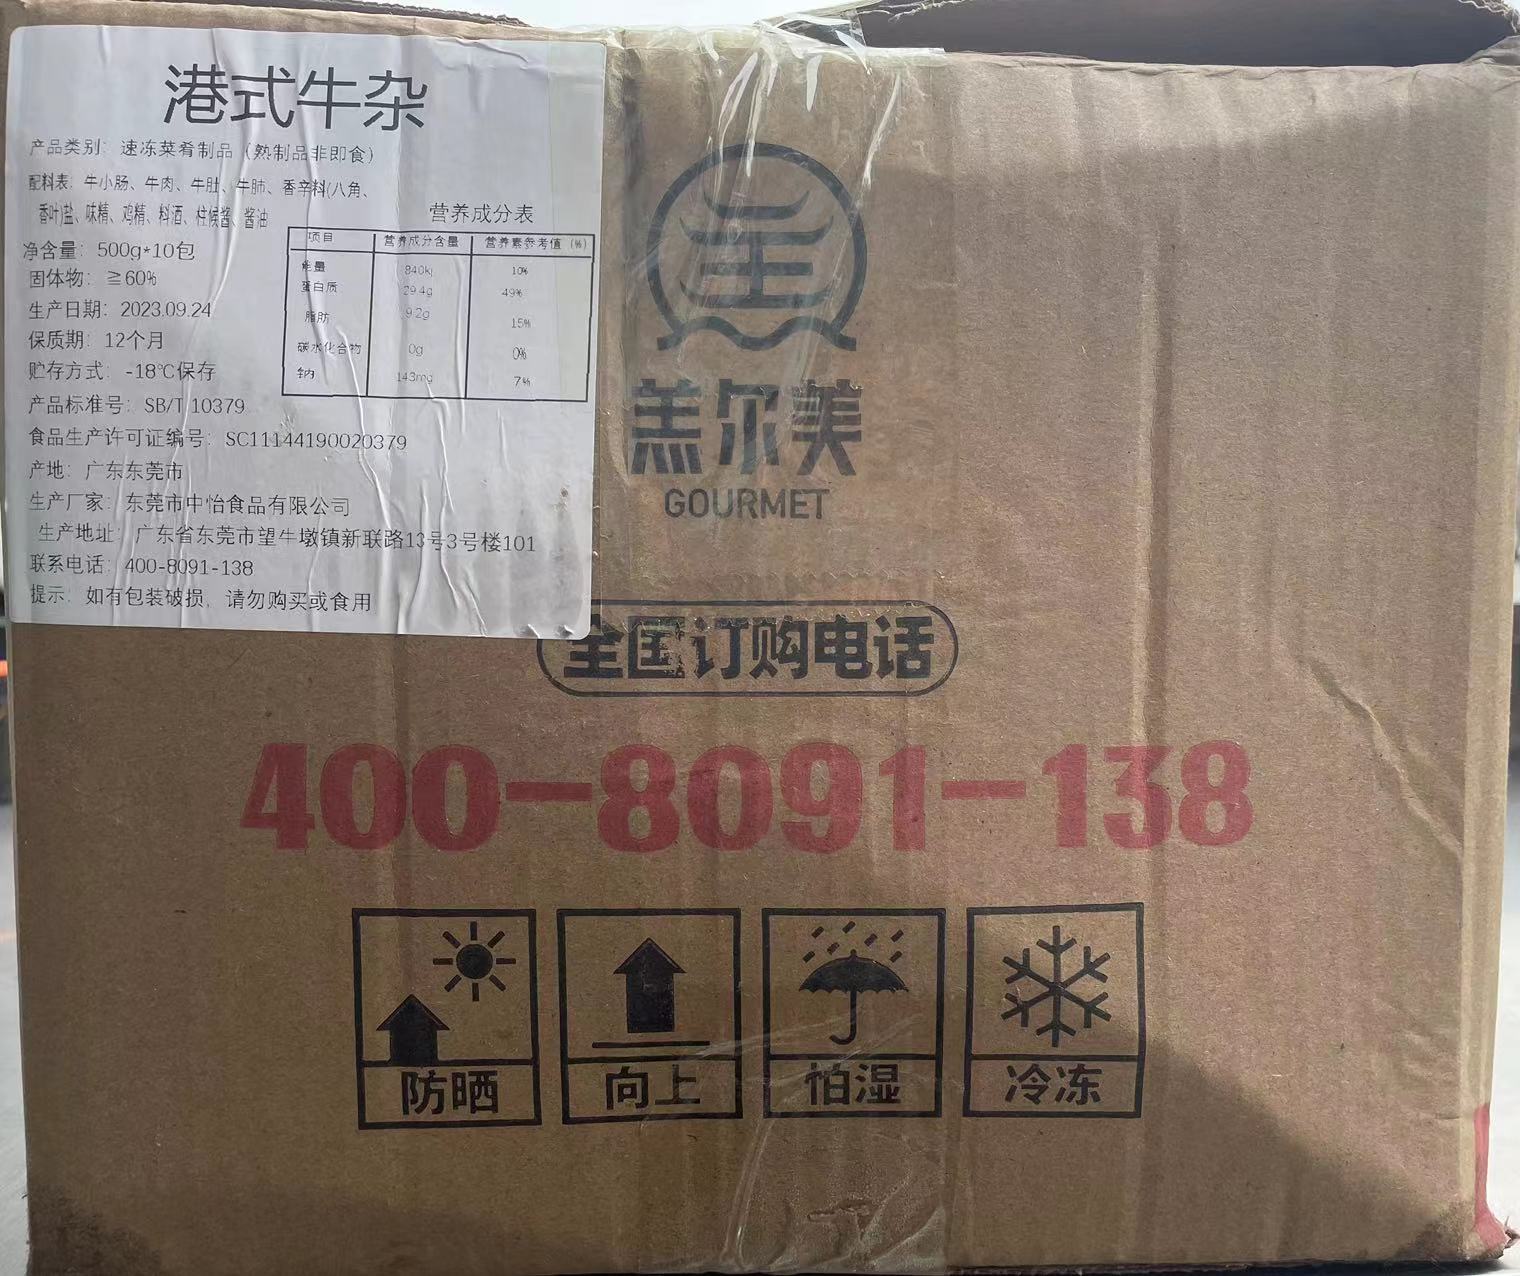 港式牛杂
产品类别：速冻菜肴制品（熟制品非即食）
配料表：牛小肠、牛肉、牛肚、牛肺、香辛料(八角、
香叶)盐、味精、鸡精、料酒、柱候酱、酱油
净含量：500g*10包
固体物：≧60%
生产日期：2023.09.24
保质期：12个月
贮存方式：-18℃保存
产品标准号：SB/T 10379
食品生产许可证编号：SC11144190020379
产地：广东东莞市
生产厂家：东莞市中怡食品有限公司
生产地址：广东省东莞市望牛墩镇新联路13号3号楼101
联系电话：400-8091-138
提示：如有包装破损，请勿购买或食用
营养成分表
项目 营养成分含量 营养素参考值（%）
能量 840kj 10%
蛋白质 29.4g 49%
脂肪 9.2g 15%
碳水化合物 0g 0%
钠 143mg 7%
羔尔美
GOURMET
全国订购电话
400-8091-138
防晒 向上 怕湿 冷冻